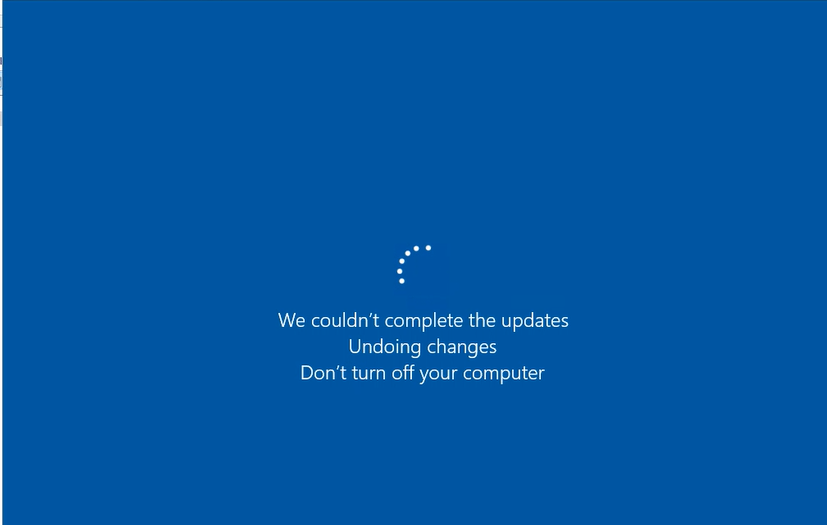 We couldn’t complete the updates
Undoing changes
Don’t turn off your computer